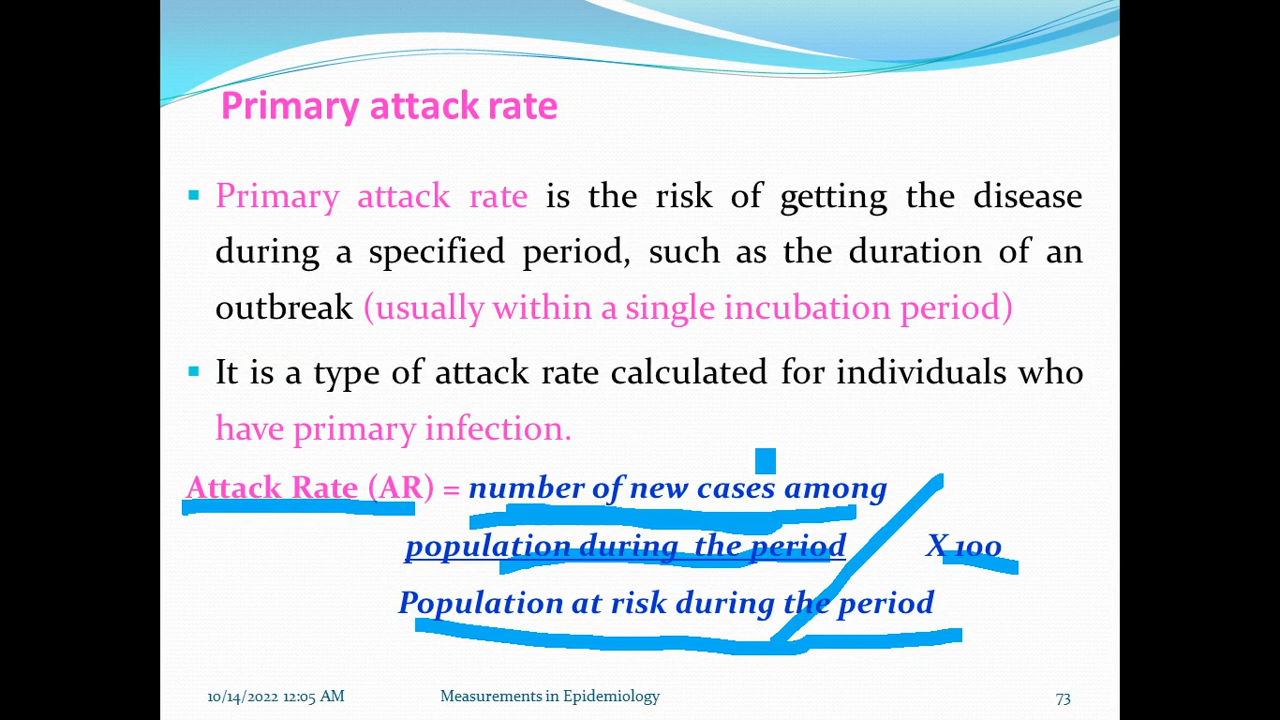 Primary attack rate
Primary attack rate is the risk of getting the disease
during a specified period, such as the duration of an
outbreak (usually within a single incubation period)
It is a type of attack rate calculated for individuals who
have primary infection.
Attack Rate (AR) = number of new cases among
population during the period X 100
Population at risk during the period
10/14/2022 12:05 AM Measurements in Epidemiology 73